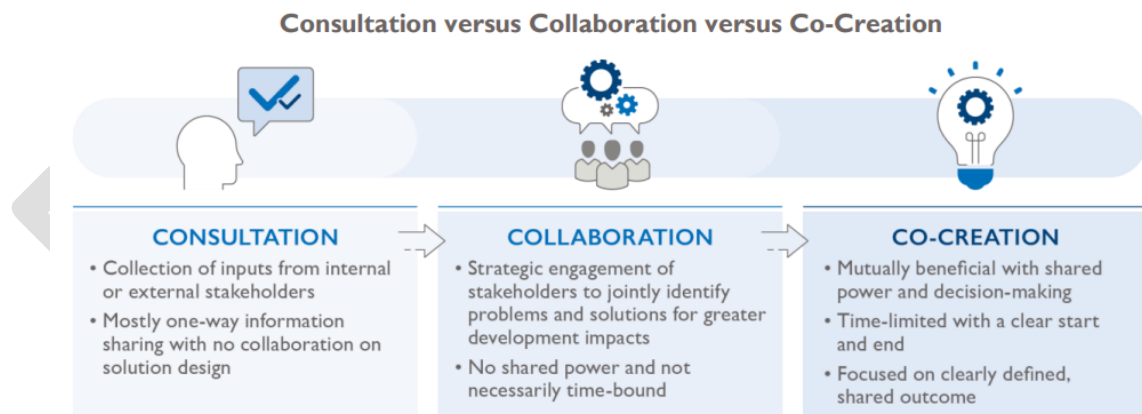 Consultation versus Collaboration versus Co-Creation
CONSULTATION
• Collection of inputs from internal
or external stakeholders
• Mostly one-way information
sharing with no collaboration on
solution design
COLLABORATION
• Strategic engagement of
stakeholders to jointly identify
problems and solutions for greater
development impacts
• No shared power and not
necessarily time-bound
CO-CREATION
• Mutually beneficial with shared
power and decision-making
• Time-limited with a clear start
and end
• Focused on clearly defined,
shared outcome